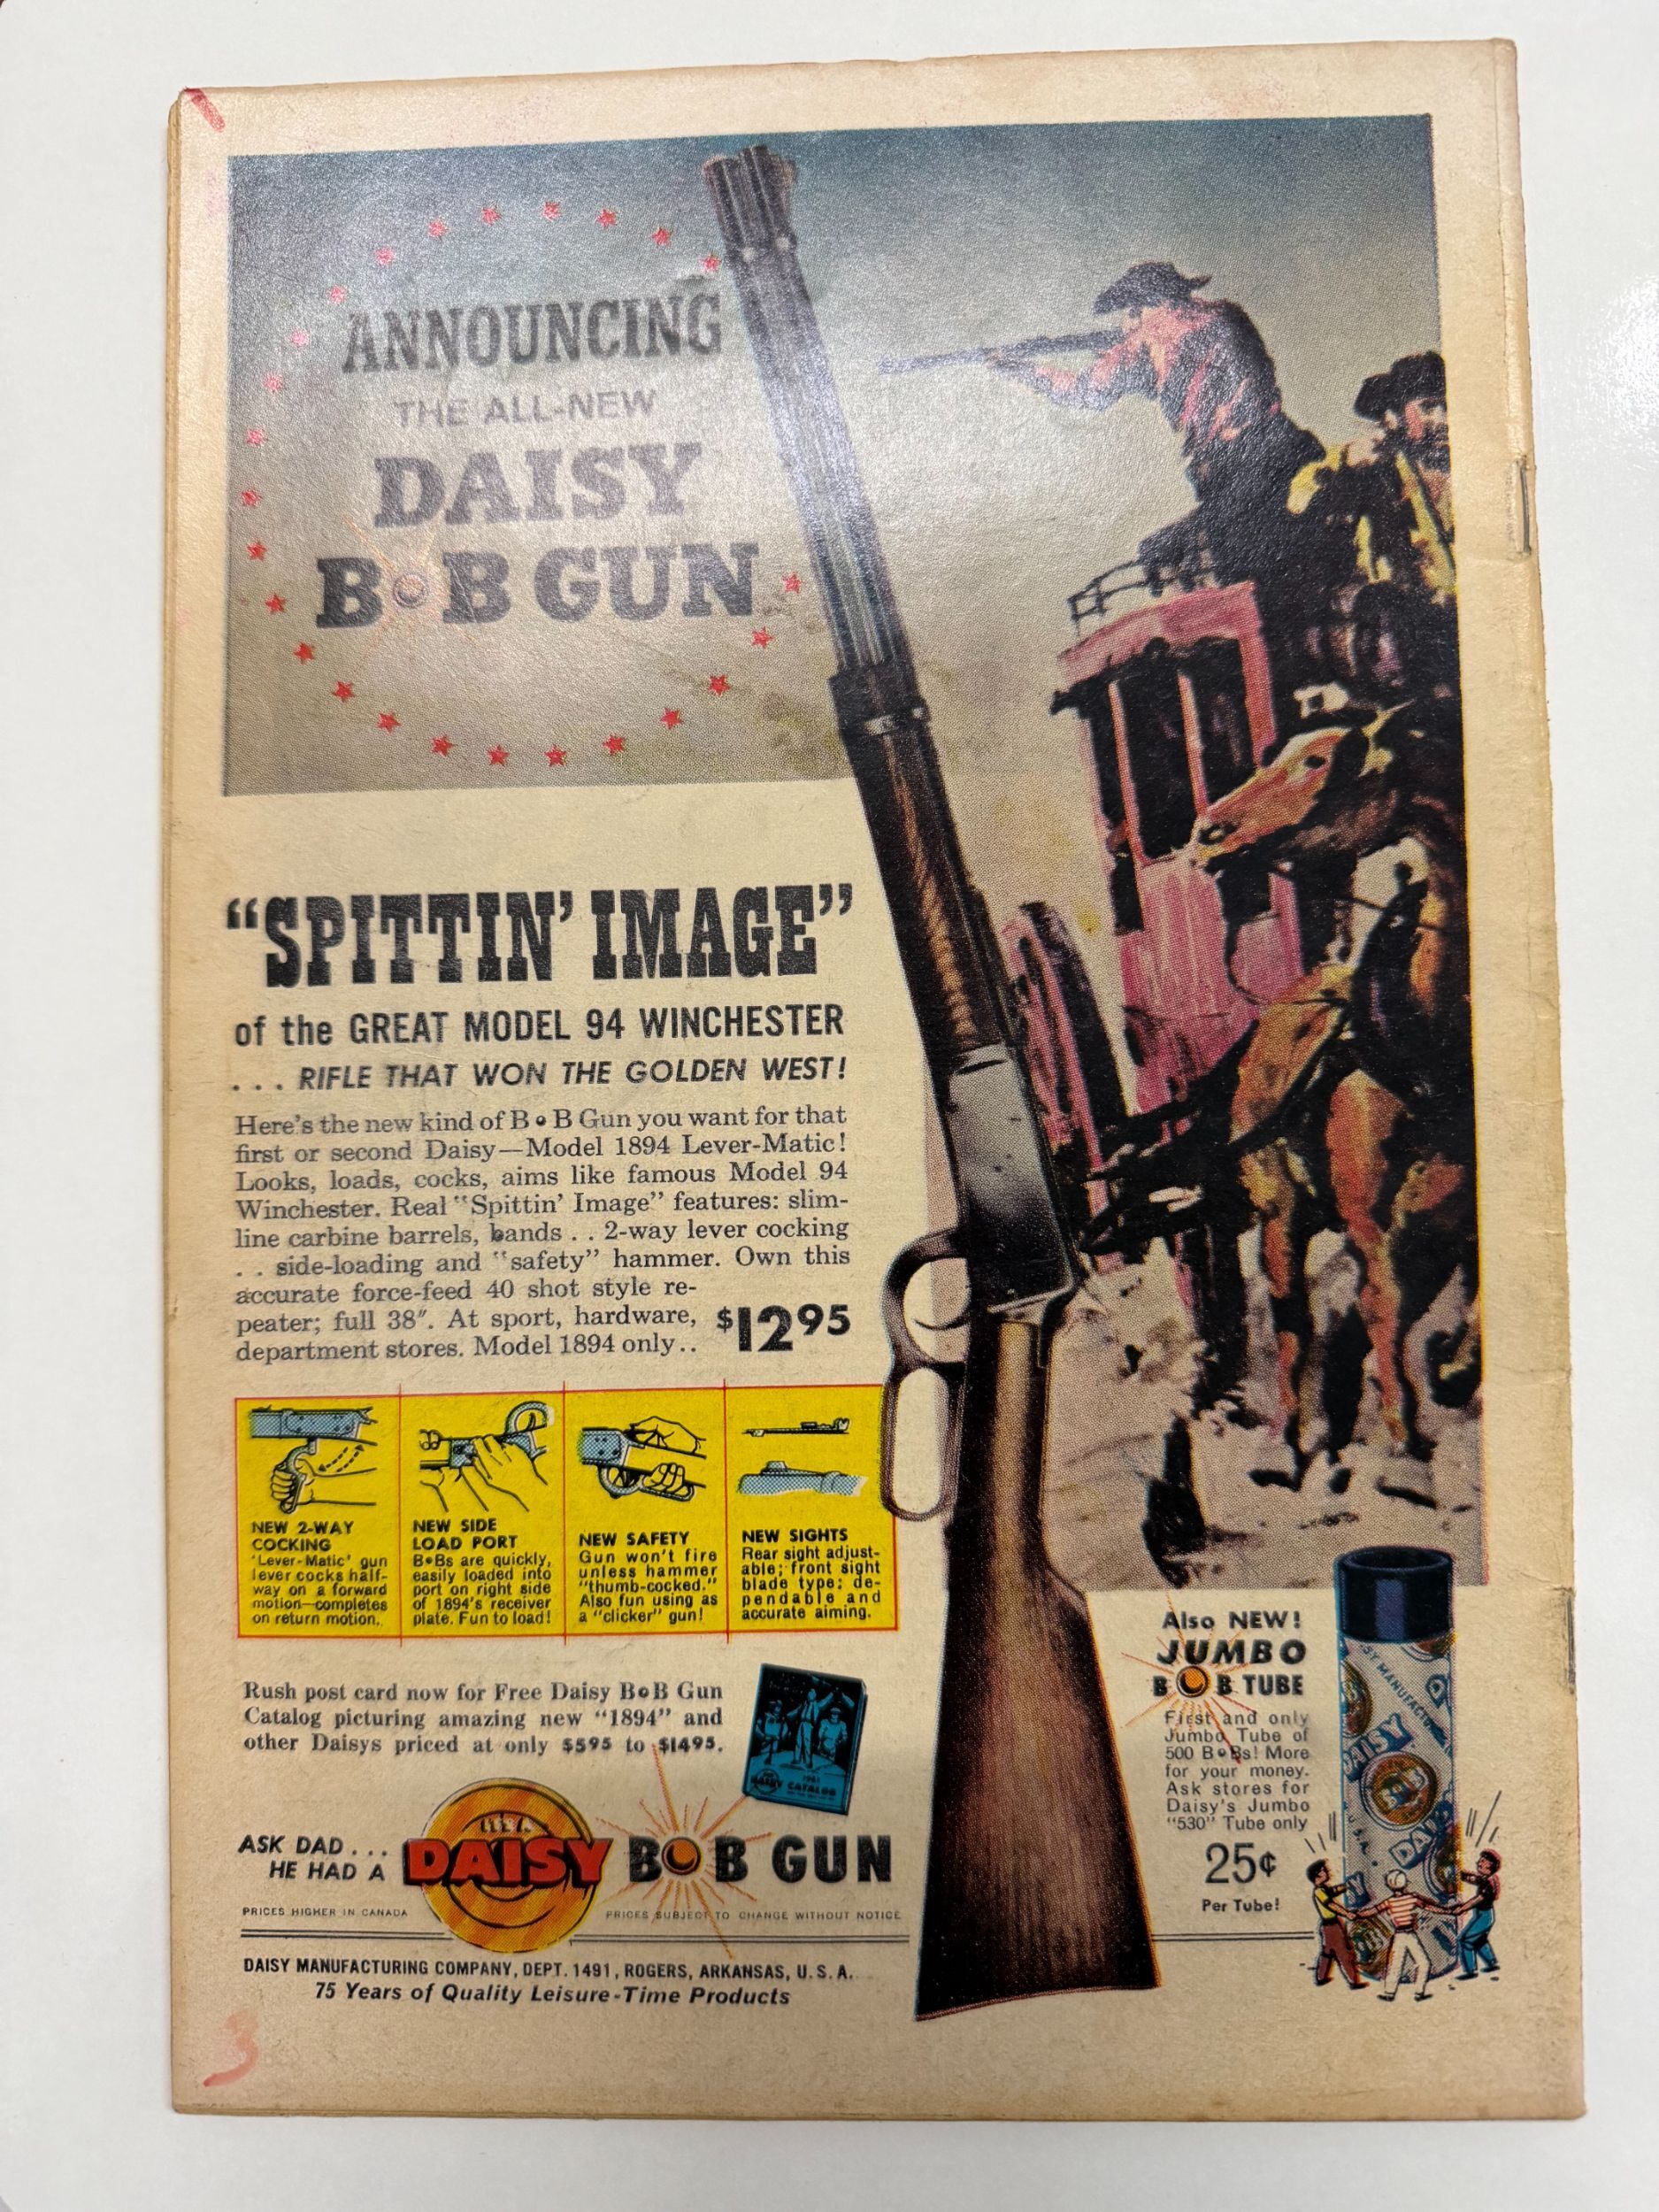 ANNOUNCING
THE ALL-NEW
DAISY
B•B GUN
“SPITTIN’ IMAGE”
of the GREAT MODEL 94 WINCHESTER
. . . RIFLE THAT WON THE GOLDEN WEST!
Here’s the new kind of B•B Gun you want for that
first or second Daisy—Model 1894 Lever-Matic!
Looks, loads, cocks, aims like famous Model 94
Winchester. Real “Spittin’ Image” features: slim-
line carbine barrels, bands . . 2-way lever cocking
. . side-loading and “safety” hammer. Own this
accurate force-feed 40 shot style re-
peater; full 38″. At sport, hardware,
department stores. Model 1894 only . .
$12 95
NEW 2-WAY
COCKING
‘Lever-Matic’ gun
lever cocks half-
way on a forward
motion—completes
on return motion.
NEW SIDE
LOAD PORT
B•Bs are quickly,
easily loaded into
port on right side
of 1894’s receiver
plate. Fun to load!
NEW SAFETY
Gun won’t fire
unless hammer
“thumb-cocked.”
Also fun using as
a “clicker” gun!
NEW SIGHTS
Rear sight adjust-
able; front sight
blade type; de-
pendable and
accurate aiming.
Rush post card now for Free Daisy B•B Gun
Catalog picturing amazing new “1894” and
other Daisys priced at only $5 95 to $14 95.
1961
DAISY CATALOG
ASK DAD . . .
HE HAD A
IT'S A
DAISY B•B GUN
PRICES HIGHER IN CANADA
PRICES SUBJECT TO CHANGE WITHOUT NOTICE
DAISY MANUFACTURING COMPANY, DEPT. 1491, ROGERS, ARKANSAS, U.S.A.
75 Years of Quality Leisure-Time Products
Also NEW!
JUMBO
B•B TUBE
First and only
Jumbo Tube of
500 B•Bs! More
for your money.
Ask stores for
Daisy’s Jumbo
“530” Tube only
25¢
Per Tube!
DAISY
U.S.A.
DAISY
3